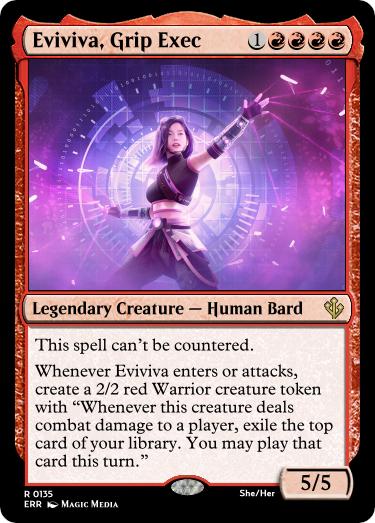 Eviviva, Grip Exec 1
011
Legendary Creature — Human Bard
This spell can't be countered.
Whenever Eviviva enters or attacks,
create a 2/2 red Warrior creature token
with “Whenever this creature deals
combat damage to a player, exile the top
card of your library. You may play that
card this turn.”
5/5
R 0135
ERR Magic Media
She/Her